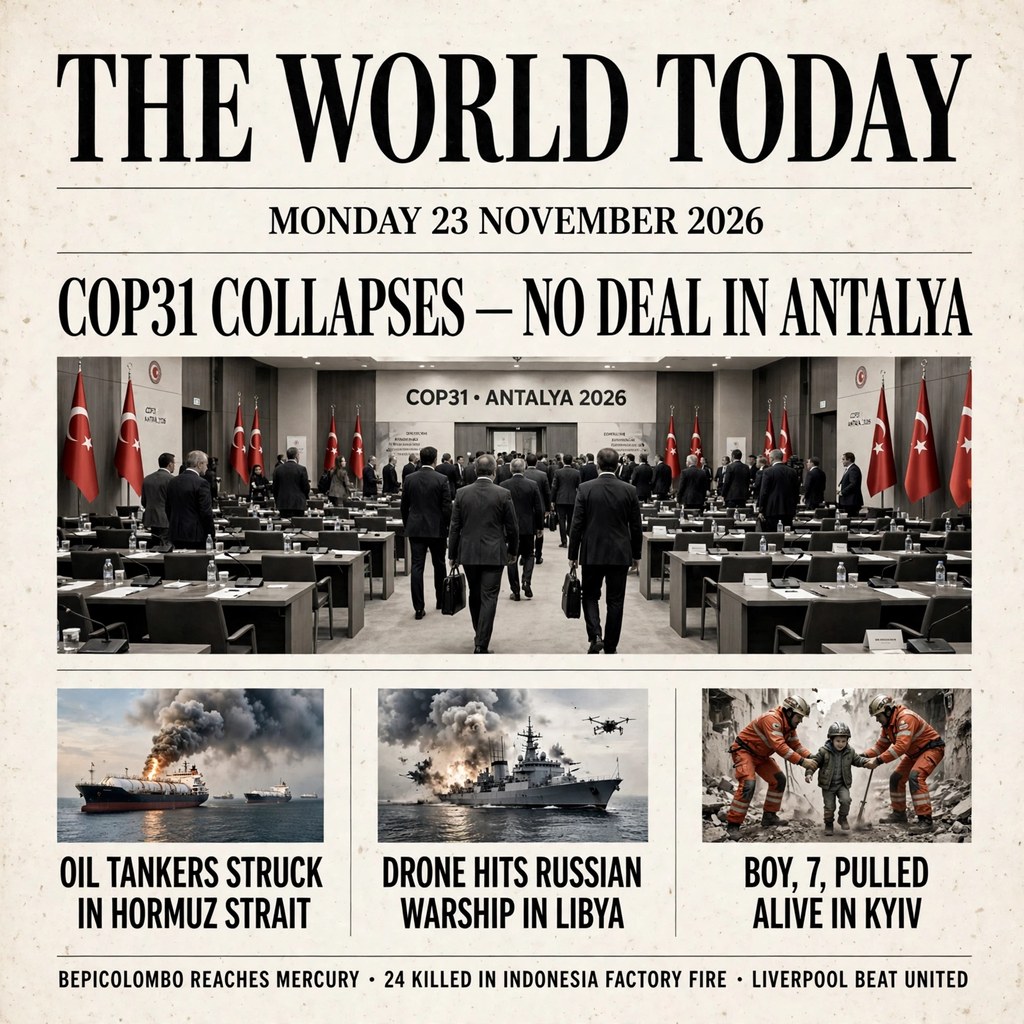 THE WORLD TODAY
MONDAY 23 NOVEMBER 2026
COP31 COLLAPSES – NO DEAL IN ANTALYA
COP31 • ANTALYA 2026
OIL TANKERS STRUCK
IN HORMUZ STRAIT
DRONE HITS RUSSIAN
WARSHIP IN LIBYA
BOY, 7, PULLED
ALIVE IN KYIV
BEPICOLOMBO REACHES MERCURY • 24 KILLED IN INDONESIA FACTORY FIRE • LIVERPOOL BEAT UNITED